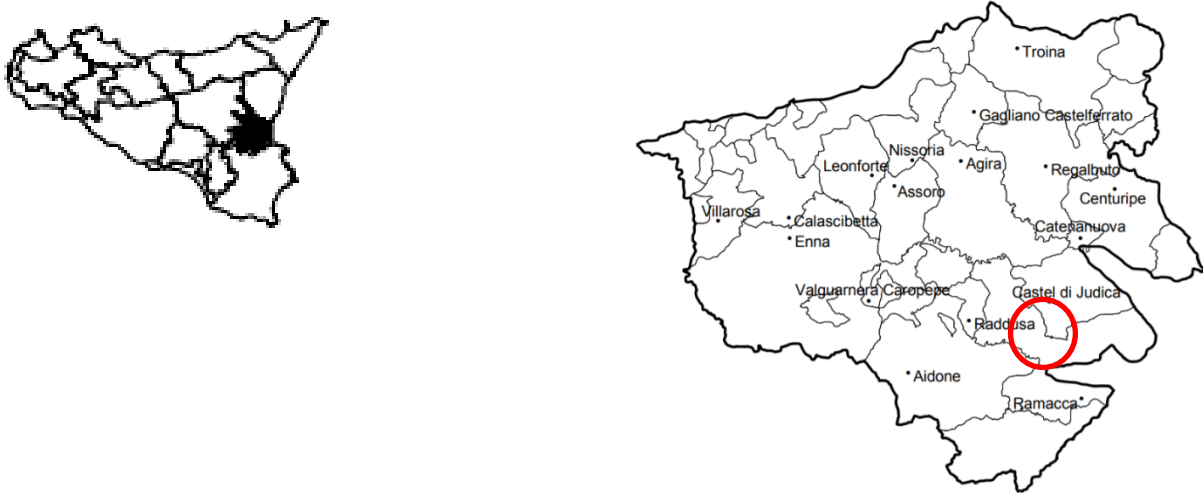 Troina
Gagliano Castelferrato
Nissoria
Leonforte
Agira
Regalbuto
Assoro
Centuripe
Villarosa
Calascibetta
Catenanuova
Enna
Valguarnera Caropepe
Castel di Judica
Raddusa
Aidone
Ramacca